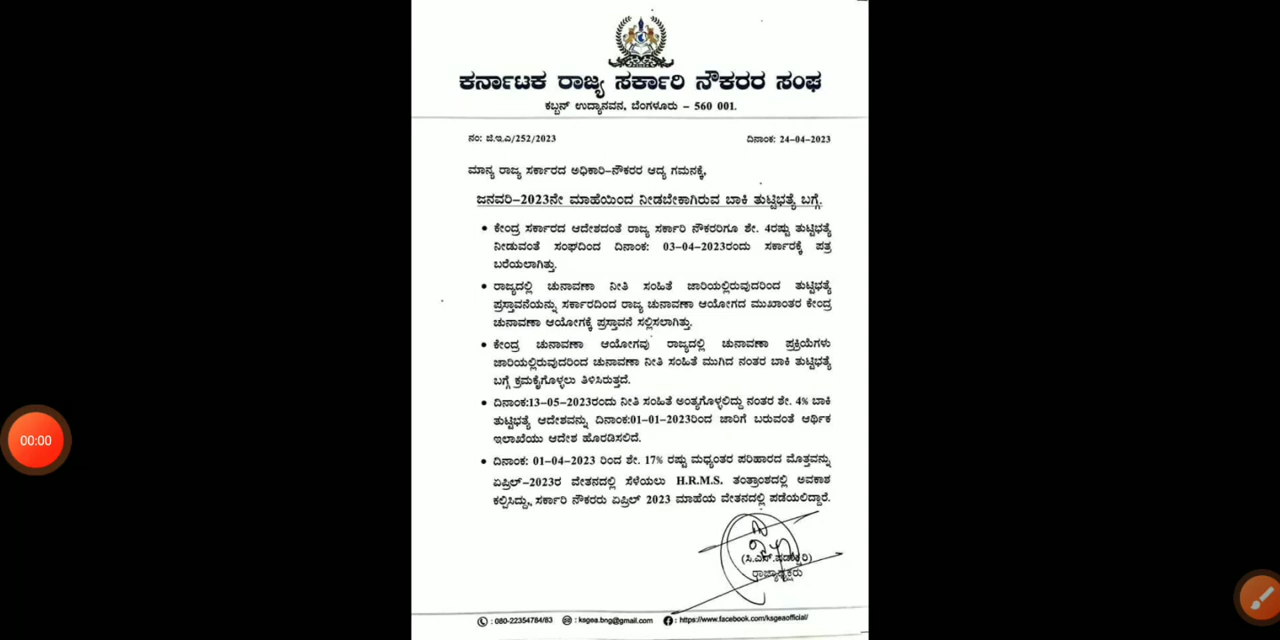 ಕರ್ನಾಟಕ ರಾಜ್ಯ ಸರ್ಕಾರಿ ನೌಕರರ ಸಂಘ
ಕಬ್ಬನ್ ಉದ್ಯಾನವನ, ಬೆಂಗಳೂರು – 560 001.
ನಂ: ಜಿ.ಇ.ಎ/252/2023
ದಿನಾಂಕ: 24-04-2023
ಮಾನ್ಯ ರಾಜ್ಯ ಸರ್ಕಾರದ ಅಧಿಕಾರಿ-ನೌಕರರ ಆದ್ಯ ಗಮನಕ್ಕೆ,
ಜನವರಿ-2023ನೇ ಮಾಹೆಯಿಂದ ನೀಡಬೇಕಾಗಿರುವ ಬಾಕಿ ತುಟ್ಟಿಭತ್ಯೆ ಬಗ್ಗೆ.
• ಕೇಂದ್ರ ಸರ್ಕಾರದ ಆದೇಶದಂತೆ ರಾಜ್ಯ ಸರ್ಕಾರಿ ನೌಕರರಿಗೂ ಶೇ. 4ರಷ್ಟು ತುಟ್ಟಿಭತ್ಯೆ
ನೀಡುವಂತೆ ಸಂಘದಿಂದ ದಿನಾಂಕ: 03-04-2023ರಂದು ಸರ್ಕಾರಕ್ಕೆ ಪತ್ರ
ಬರೆಯಲಾಗಿತ್ತು.
• ರಾಜ್ಯದಲ್ಲಿ ಚುನಾವಣಾ ನೀತಿ ಸಂಹಿತೆ ಜಾರಿಯಲ್ಲಿರುವುದರಿಂದ ತುಟ್ಟಿಭತ್ಯೆ
ಪ್ರಸ್ತಾವನೆಯನ್ನು ಸರ್ಕಾರದಿಂದ ರಾಜ್ಯ ಚುನಾವಣಾ ಆಯೋಗದ ಮುಖಾಂತರ ಕೇಂದ್ರ
ಚುನಾವಣಾ ಆಯೋಗಕ್ಕೆ ಪ್ರಸ್ತಾವನೆ ಸಲ್ಲಿಸಲಾಗಿತ್ತು.
• ಕೇಂದ್ರ ಚುನಾವಣಾ ಆಯೋಗವು ರಾಜ್ಯದಲ್ಲಿ ಚುನಾವಣಾ ಪ್ರಕ್ರಿಯೆಗಳು
ಜಾರಿಯಲ್ಲಿರುವುದರಿಂದ ಚುನಾವಣಾ ನೀತಿ ಸಂಹಿತೆ ಮುಗಿದ ನಂತರ ಬಾಕಿ ತುಟ್ಟಿಭತ್ಯೆ
ಬಗ್ಗೆ ಕ್ರಮಕೈಗೊಳ್ಳಲು ತಿಳಿಸಿರುತ್ತದೆ.
• ದಿನಾಂಕ:13-05-2023ರಂದು ನೀತಿ ಸಂಹಿತೆ ಅಂತ್ಯಗೊಳ್ಳಲಿದ್ದು ನಂತರ ಶೇ. 4% ಬಾಕಿ
ತುಟ್ಟಿಭತ್ಯೆ ಆದೇಶವನ್ನು ದಿನಾಂಕ:01-01-2023ರಿಂದ ಜಾರಿಗೆ ಬರುವಂತೆ ಆರ್ಥಿಕ
ಇಲಾಖೆಯು ಆದೇಶ ಹೊರಡಿಸಲಿದೆ.
• ದಿನಾಂಕ: 01-04-2023 ರಿಂದ ಶೇ. 17% ರಷ್ಟು ಮಧ್ಯಂತರ ಪರಿಹಾರದ ಮೊತ್ತವನ್ನು
ಏಪ್ರಿಲ್-2023ರ ವೇತನದಲ್ಲಿ ಸೆಳೆಯಲು H.R.M.S. ತಂತ್ರಾಂಶದಲ್ಲಿ ಅವಕಾಶ
ಕಲ್ಪಿಸಿದ್ದು, ಸರ್ಕಾರಿ ನೌಕರರು ಏಪ್ರಿಲ್ 2023 ಮಾಹೆಯ ವೇತನದಲ್ಲಿ ಪಡೆಯಲಿದ್ದಾರೆ.
(ಸಿ.ಎಸ್.ಷಡಾಕ್ಷರಿ)
ರಾಜ್ಯಾಧ್ಯಕ್ಷರು
: 080-22354784/83 : ksgea.bng@gmail.com : https://www.facebook.com/ksgeaofficial/
00:00